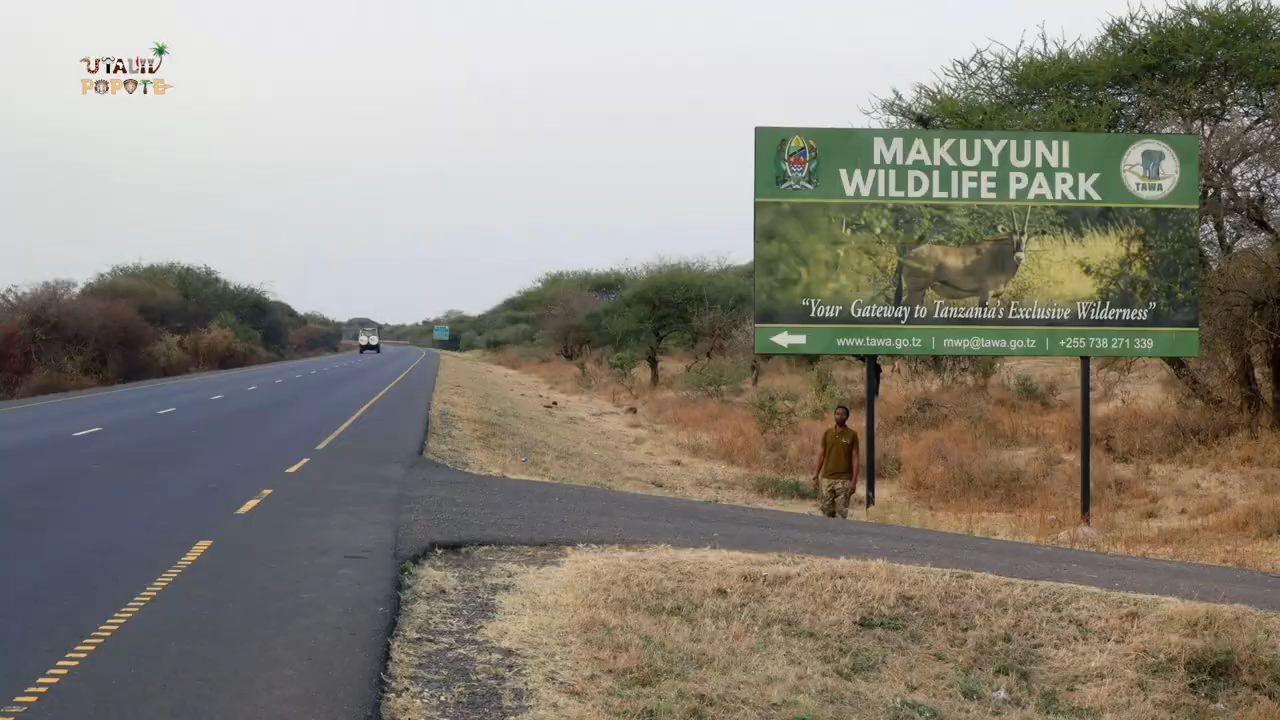 UTALII
POPOTE
MAKUYUNI
WILDLIFE PARK
TAWA
“Your Gateway to Tanzania's Exclusive Wilderness”
www.tawa.go.tz | mwp@tawa.go.tz | +255 738 271 339